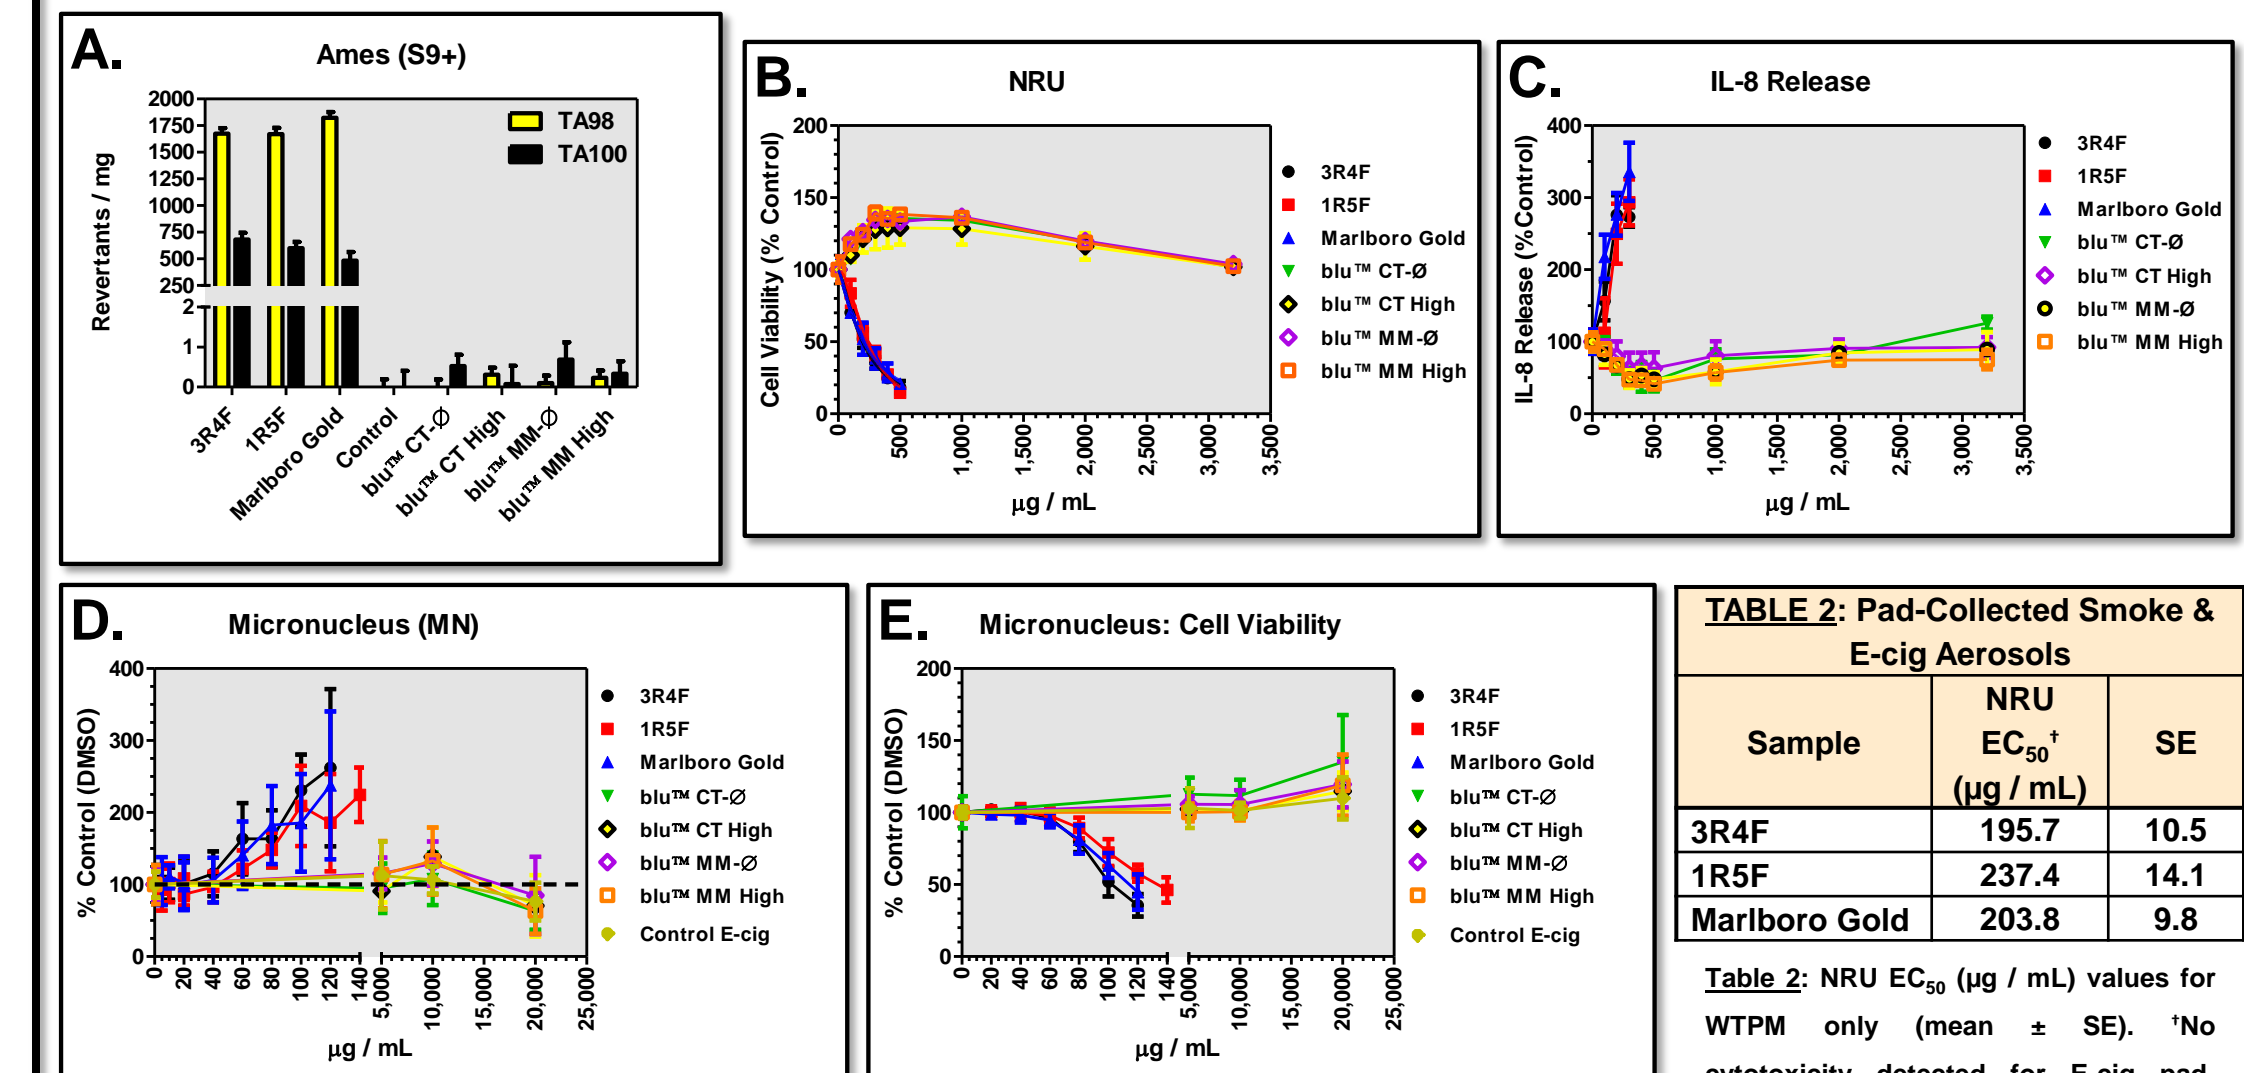 A.
Ames (S9+)
Revertants / mg
2000
1750
1500
1250
1000
750
500
250
2
1
0
TA98
TA100
3R4F
1R5F
Marlboro Gold
Control
blu™ CT-Ø
blu™ CT High
blu™ MM-Ø
blu™ MM High
B.
NRU
Cell Viability (% Control)
200
150
100
50
0
0
500
1,000
1,500
2,000
2,500
3,000
3,500
µg / mL
3R4F
1R5F
Marlboro Gold
blu™ CT-Ø
blu™ CT High
blu™ MM-Ø
blu™ MM High
C.
IL-8 Release
IL-8 Release (%Control)
400
300
200
100
0
0
500
1,000
1,500
2,000
2,500
3,000
3,500
µg / mL
3R4F
1R5F
Marlboro Gold
blu™ CT-Ø
blu™ CT High
blu™ MM-Ø
blu™ MM High
D.
Micronucleus (MN)
% Control (DMSO)
400
300
200
100
0
0
20
40
60
80
100
120
140
5,000
10,000
15,000
20,000
25,000
µg / mL
3R4F
1R5F
Marlboro Gold
blu™ CT-Ø
blu™ CT High
blu™ MM-Ø
blu™ MM High
Control E-cig
E.
Micronucleus: Cell Viability
% Control (DMSO)
200
150
100
50
0
0
20
40
60
80
100
120
140
5,000
10,000
15,000
20,000
25,000
µg / mL
3R4F
1R5F
Marlboro Gold
blu™ CT-Ø
blu™ CT High
blu™ MM-Ø
blu™ MM High
Control E-cig
TABLE 2: Pad-Collected Smoke &
E-cig Aerosols
Sample
NRU
EC50†
(µg / mL)
SE
3R4F 195.7 10.5
1R5F 237.4 14.1
Marlboro Gold 203.8 9.8
Table 2: NRU EC50 (µg / mL) values for
WTPM only (mean ± SE). †No
cytotoxicity detected for E-cig pad-